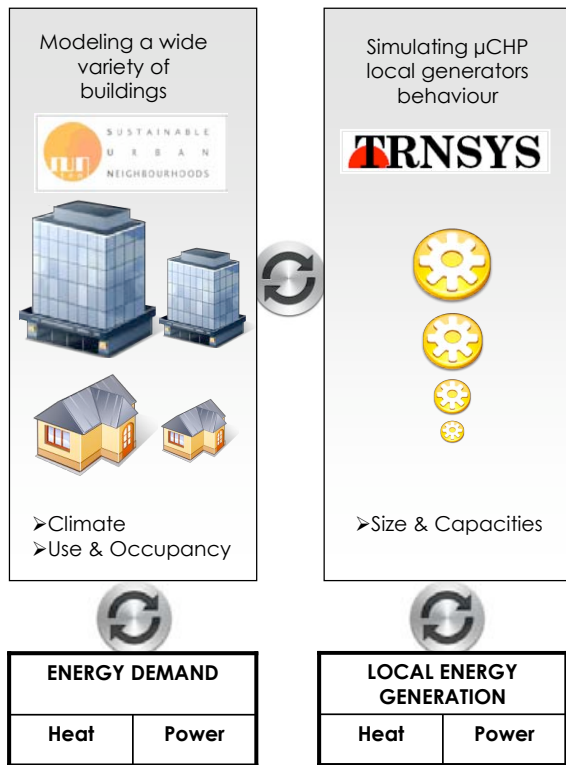 Modeling a wide
variety of
buildings
SUSTAINABLE
URBAN
NEIGHBOURHOODS
➢Climate
➢Use & Occupancy
Simulating µCHP
local generators
behaviour
TRNSYS
➢Size & Capacities
ENERGY DEMAND
Heat Power
LOCAL ENERGY
GENERATION
Heat Power